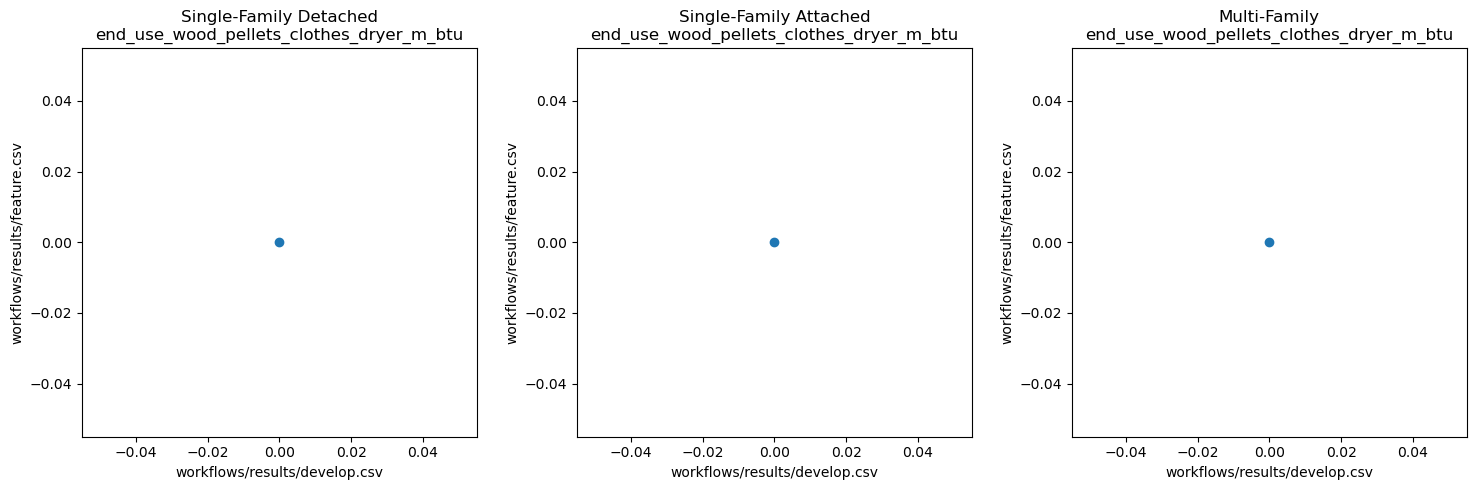 Single-Family Detached
end_use_wood_pellets_clothes_dryer_m_btu
workflows/results/feature.csv
0.04
0.02
0.00
−0.02
−0.04
−0.04
−0.02
0.00
0.02
0.04
workflows/results/develop.csv
Single-Family Attached
end_use_wood_pellets_clothes_dryer_m_btu
workflows/results/feature.csv
0.04
0.02
0.00
−0.02
−0.04
−0.04
−0.02
0.00
0.02
0.04
workflows/results/develop.csv
Multi-Family
end_use_wood_pellets_clothes_dryer_m_btu
workflows/results/feature.csv
0.04
0.02
0.00
−0.02
−0.04
−0.04
−0.02
0.00
0.02
0.04
workflows/results/develop.csv